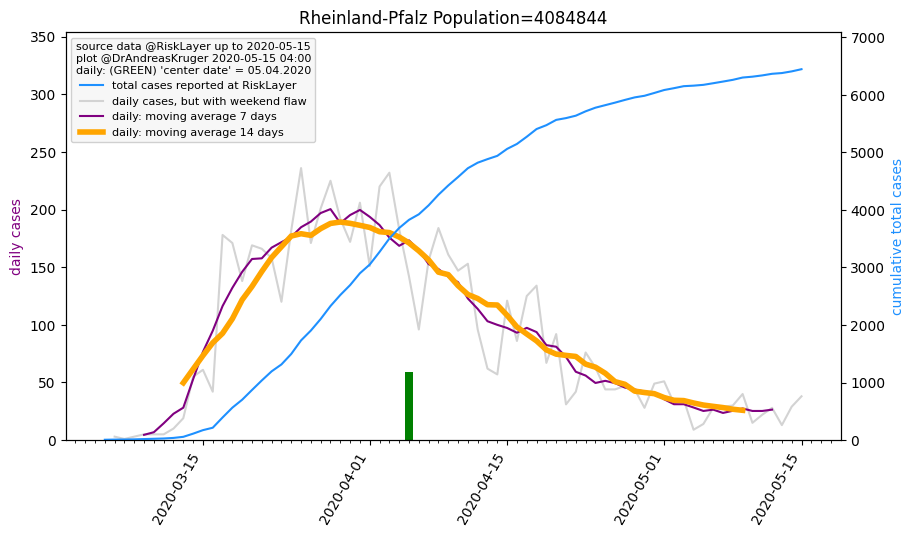 Rheinland-Pfalz Population=4084844
source data @RiskLayer up to 2020-05-15
plot @DrAndreasKruger 2020-05-15 04:00
daily: (GREEN) 'center date' = 05.04.2020
total cases reported at RiskLayer
daily cases, but with weekend flaw
daily: moving average 7 days
daily: moving average 14 days
daily cases
350
300
250
200
150
100
50
0
7000
6000
5000
4000
3000
2000
1000
0
cumulative total cases
2020-03-15
2020-04-01
2020-04-15
2020-05-01
2020-05-15